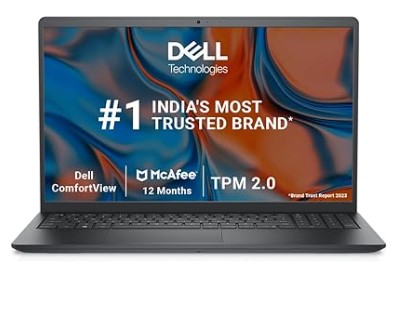 DELL
Technologies
#1 INDIA'S MOST
TRUSTED BRAND*
Dell
ComfortView
McAfee
12 Months
TPM 2.0
*Brand Trust Report 2023